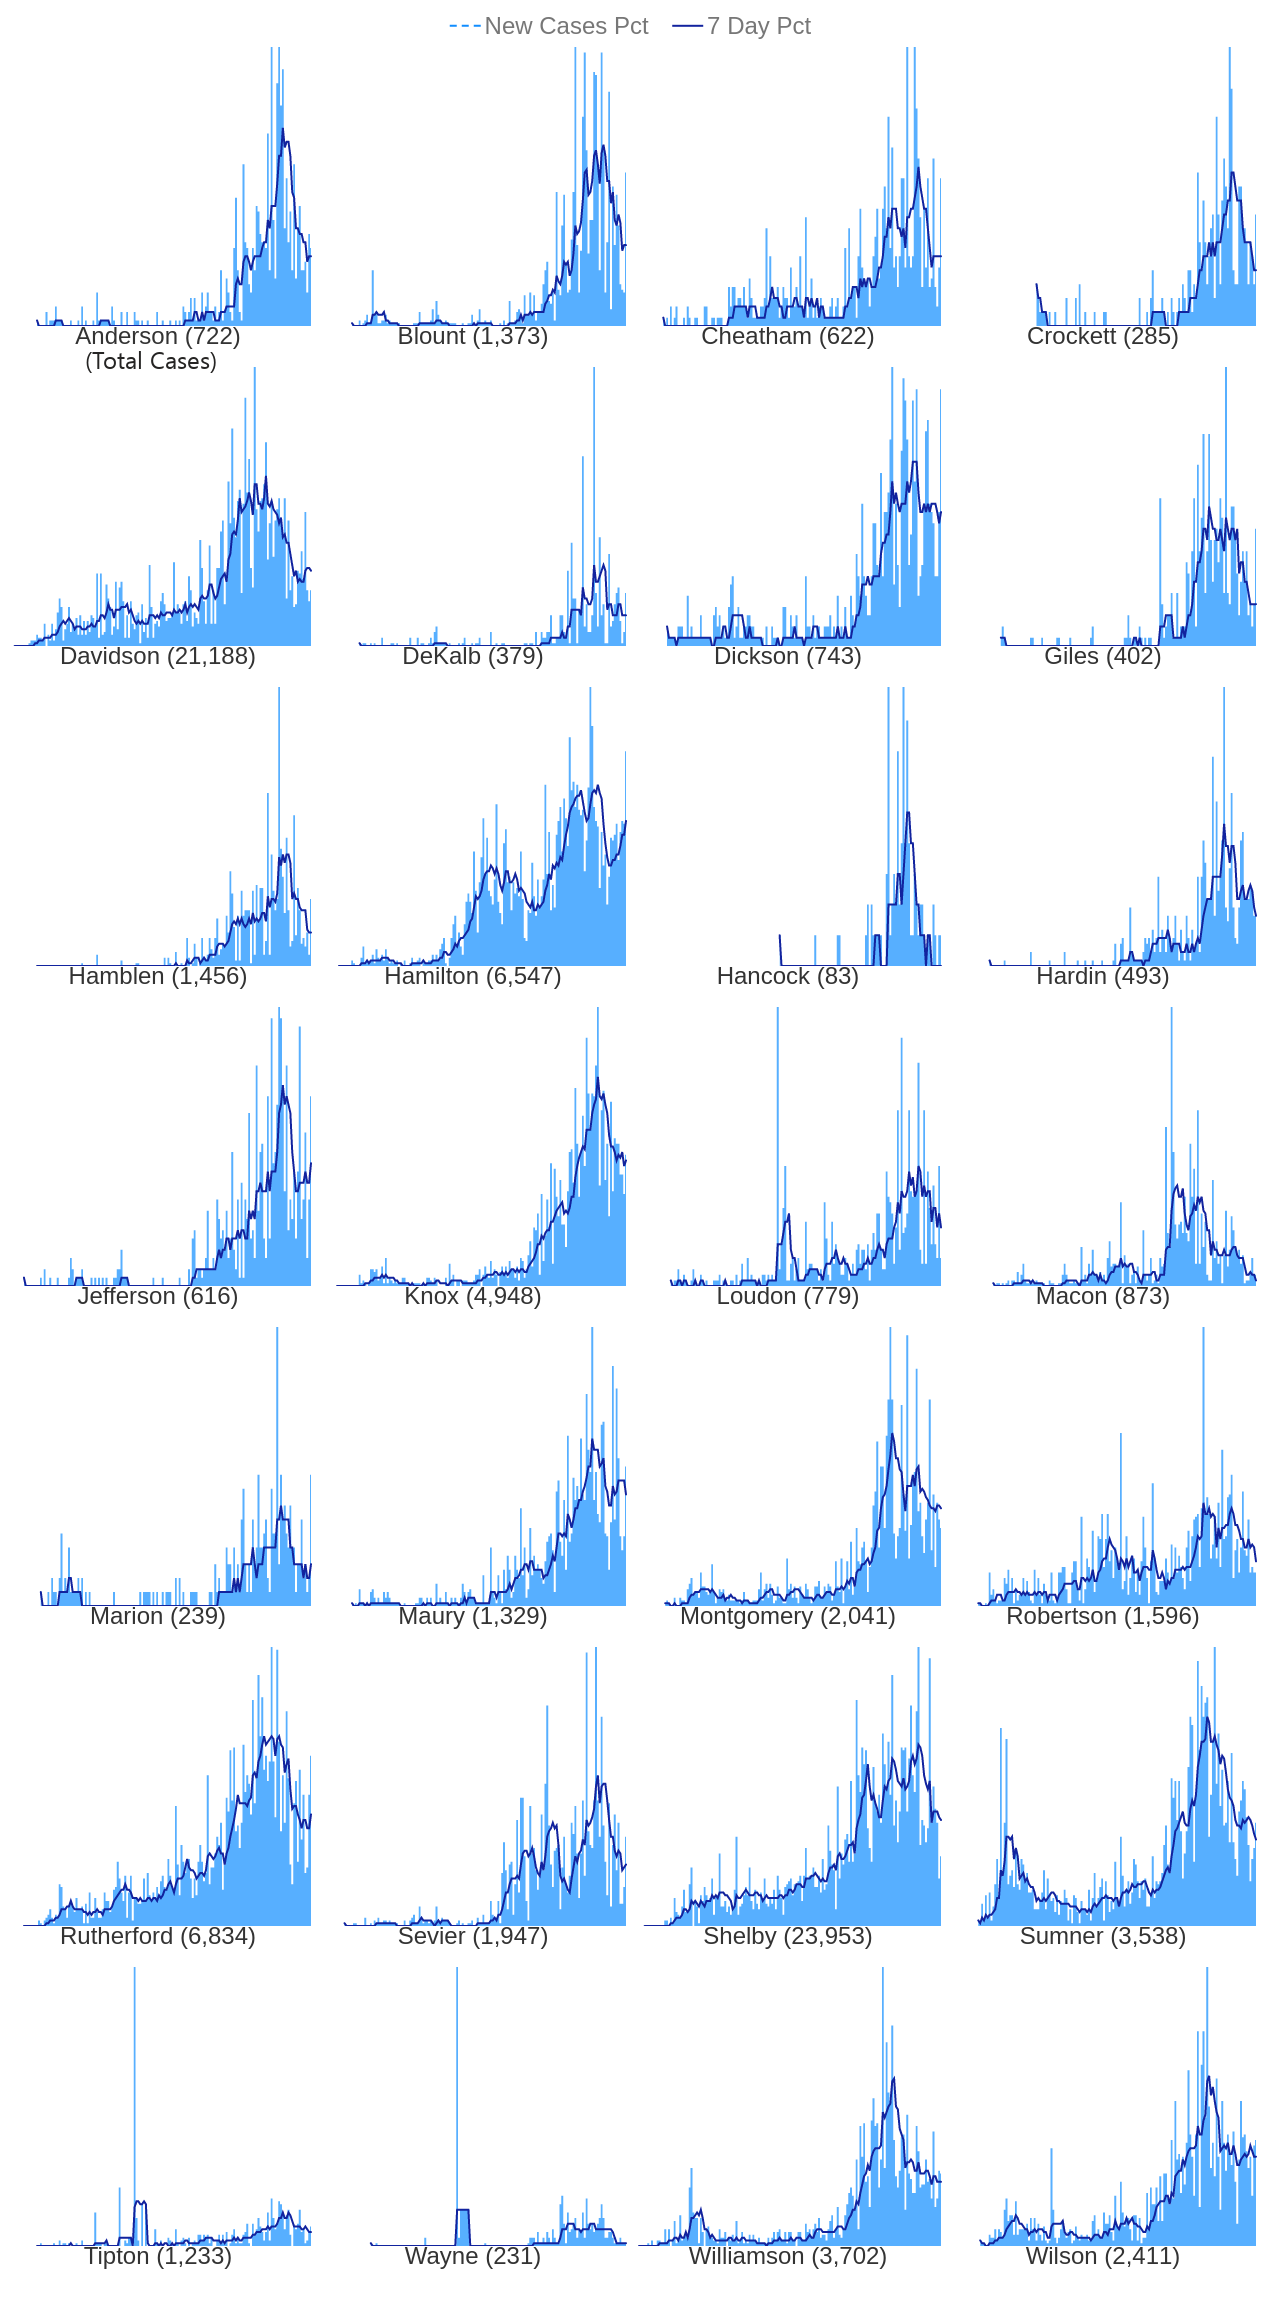 New Cases Pct 7 Day Pct
Anderson (722) Blount (1,373) Cheatham (622) Crockett (285)
(Total Cases)
Davidson (21,188) DeKalb (379) Dickson (743) Giles (402)
Hamblen (1,456) Hamilton (6,547) Hancock (83) Hardin (493)
Jefferson (616) Knox (4,948) Loudon (779) Macon (873)
Marion (239) Maury (1,329) Montgomery (2,041) Robertson (1,596)
Rutherford (6,834) Sevier (1,947) Shelby (23,953) Sumner (3,538)
Tipton (1,233) Wayne (231) Williamson (3,702) Wilson (2,411)